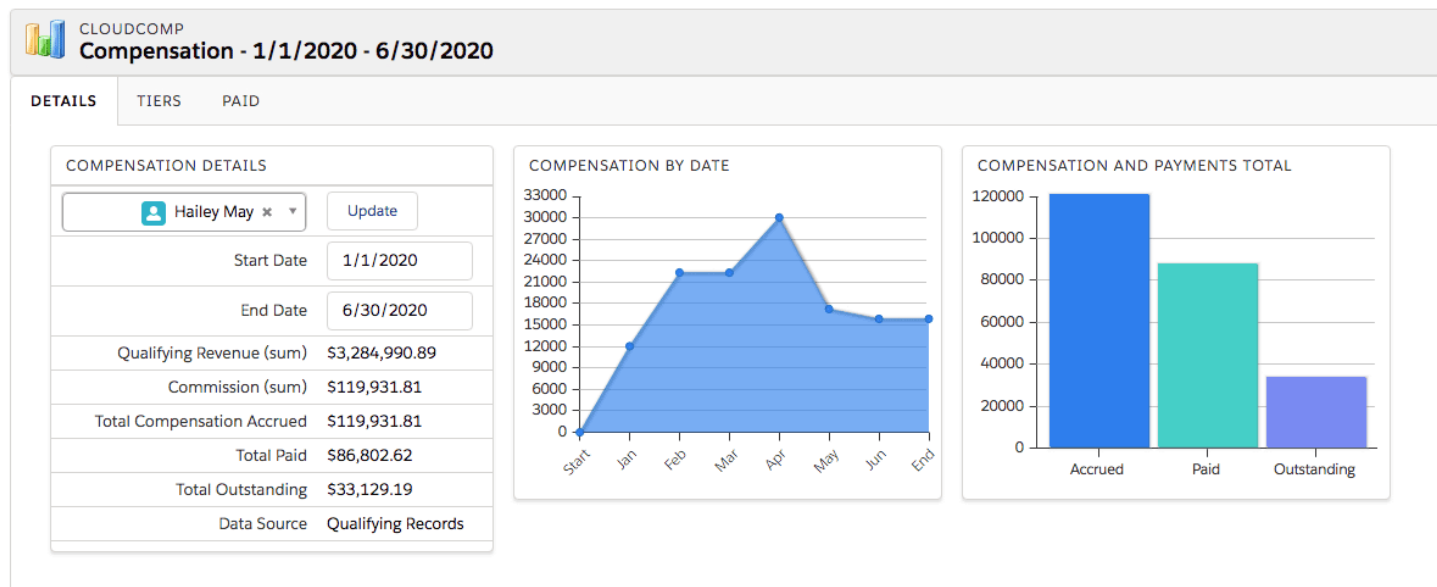 CLOUDCOMP
Compensation - 1/1/2020 - 6/30/2020
DETAILS TIERS PAID
COMPENSATION DETAILS
Hailey May × ▼ Update
Start Date 1/1/2020
End Date 6/30/2020
Qualifying Revenue (sum) $3,284,990.89
Commission (sum) $119,931.81
Total Compensation Accrued $119,931.81
Total Paid $86,802.62
Total Outstanding $33,129.19
Data Source Qualifying Records
COMPENSATION BY DATE
33000
30000
27000
24000
21000
18000
15000
12000
9000
6000
3000
0
Start Jan Feb Mar Apr May Jun End
COMPENSATION AND PAYMENTS TOTAL
120000
100000
80000
60000
40000
20000
0
Accrued Paid Outstanding